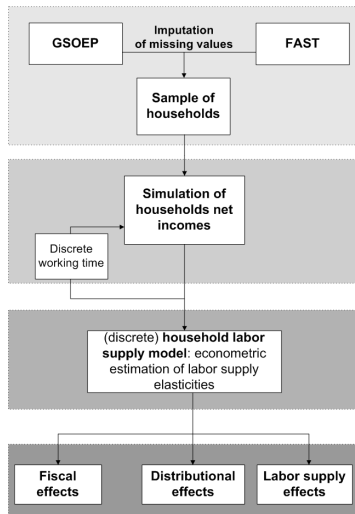 Imputation
of missing values
GSOEP
FAST
Sample of
households
Simulation of
households net
incomes
Discrete
working time
(discrete) household labor
supply model: econometric
estimation of labor supply
elasticities
Fiscal
effects
Distributional
effects
Labor supply
effects